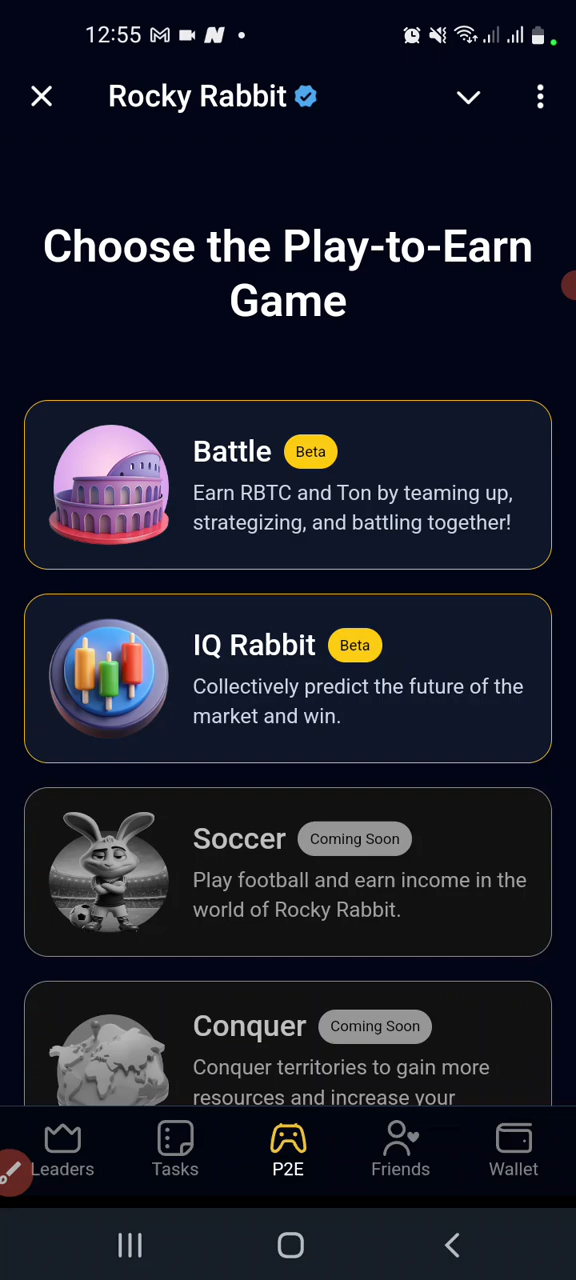 12:55
Rocky Rabbit
Choose the Play-to-Earn
Game
Battle Beta
Earn RBTC and Ton by teaming up,
strategizing, and battling together!
IQ Rabbit Beta
Collectively predict the future of the
market and win.
Soccer Coming Soon
Play football and earn income in the
world of Rocky Rabbit.
Conquer Coming Soon
Conquer territories to gain more
resources and increase your
Leaders Tasks P2E Friends Wallet